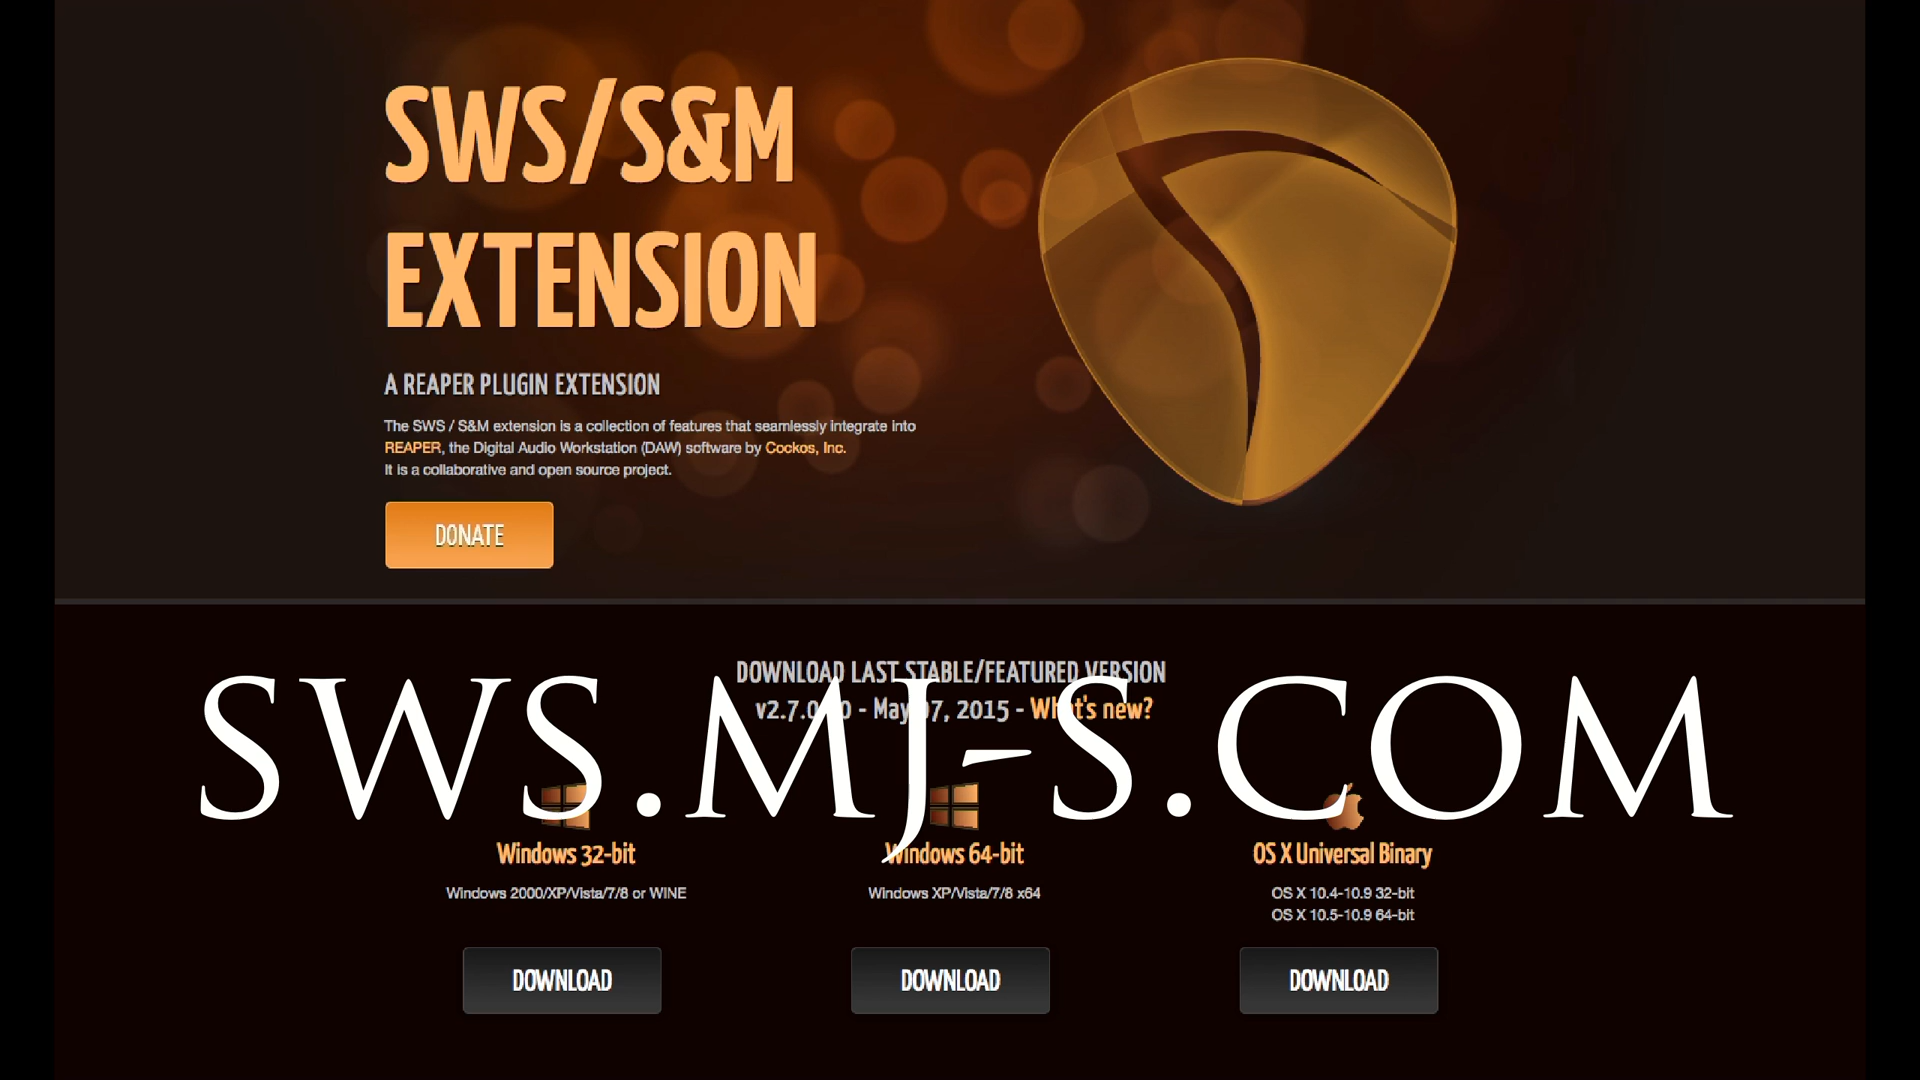 SWS/S&M
EXTENSION
A REAPER PLUGIN EXTENSION
The SWS / S&M extension is a collection of features that seamlessly integrate into
REAPER, the Digital Audio Workstation (DAW) software by Cockos, Inc.
It is a collaborative and open source project.
DONATE
DOWNLOAD LAST STABLE/FEATURED VERSION
May 2015 - What's new?
SWS.MJ-S.COM
Windows 32-bit
Windows 64-bit
OS X Universal Binary
Windows 2000/XP/Vista/7/8 or WINE
Windows XP/Vista/7/8 x64
OS X 10.4-10.9 32-bit
OS X 10.5-10.9 64-bit
DOWNLOAD
DOWNLOAD
DOWNLOAD